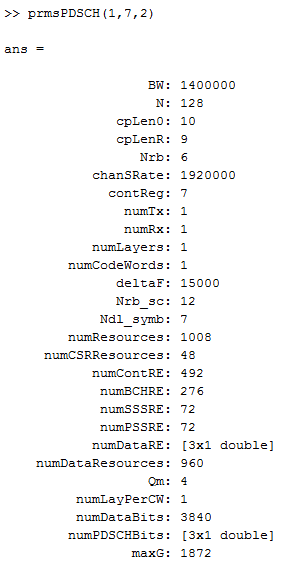 >> prmsPDSCH(1,7,2)
ans =
BW: 1400000
N: 128
cpLen0: 10
cpLenR: 9
Nrb: 6
chanSRate: 1920000
contReg: 7
numTx: 1
numRx: 1
numLayers: 1
numCodeWords: 1
deltaF: 15000
Nrb_sc: 12
Ndl_symb: 7
numResources: 1008
numCSRResources: 48
numContRE: 492
numBCHRE: 276
numSSSRE: 72
numPSSRE: 72
numDataRE: [3x1 double]
numDataResources: 960
Qm: 4
numLayPerCW: 1
numDataBits: 3840
numPDSCHBits: [3x1 double]
maxG: 1872